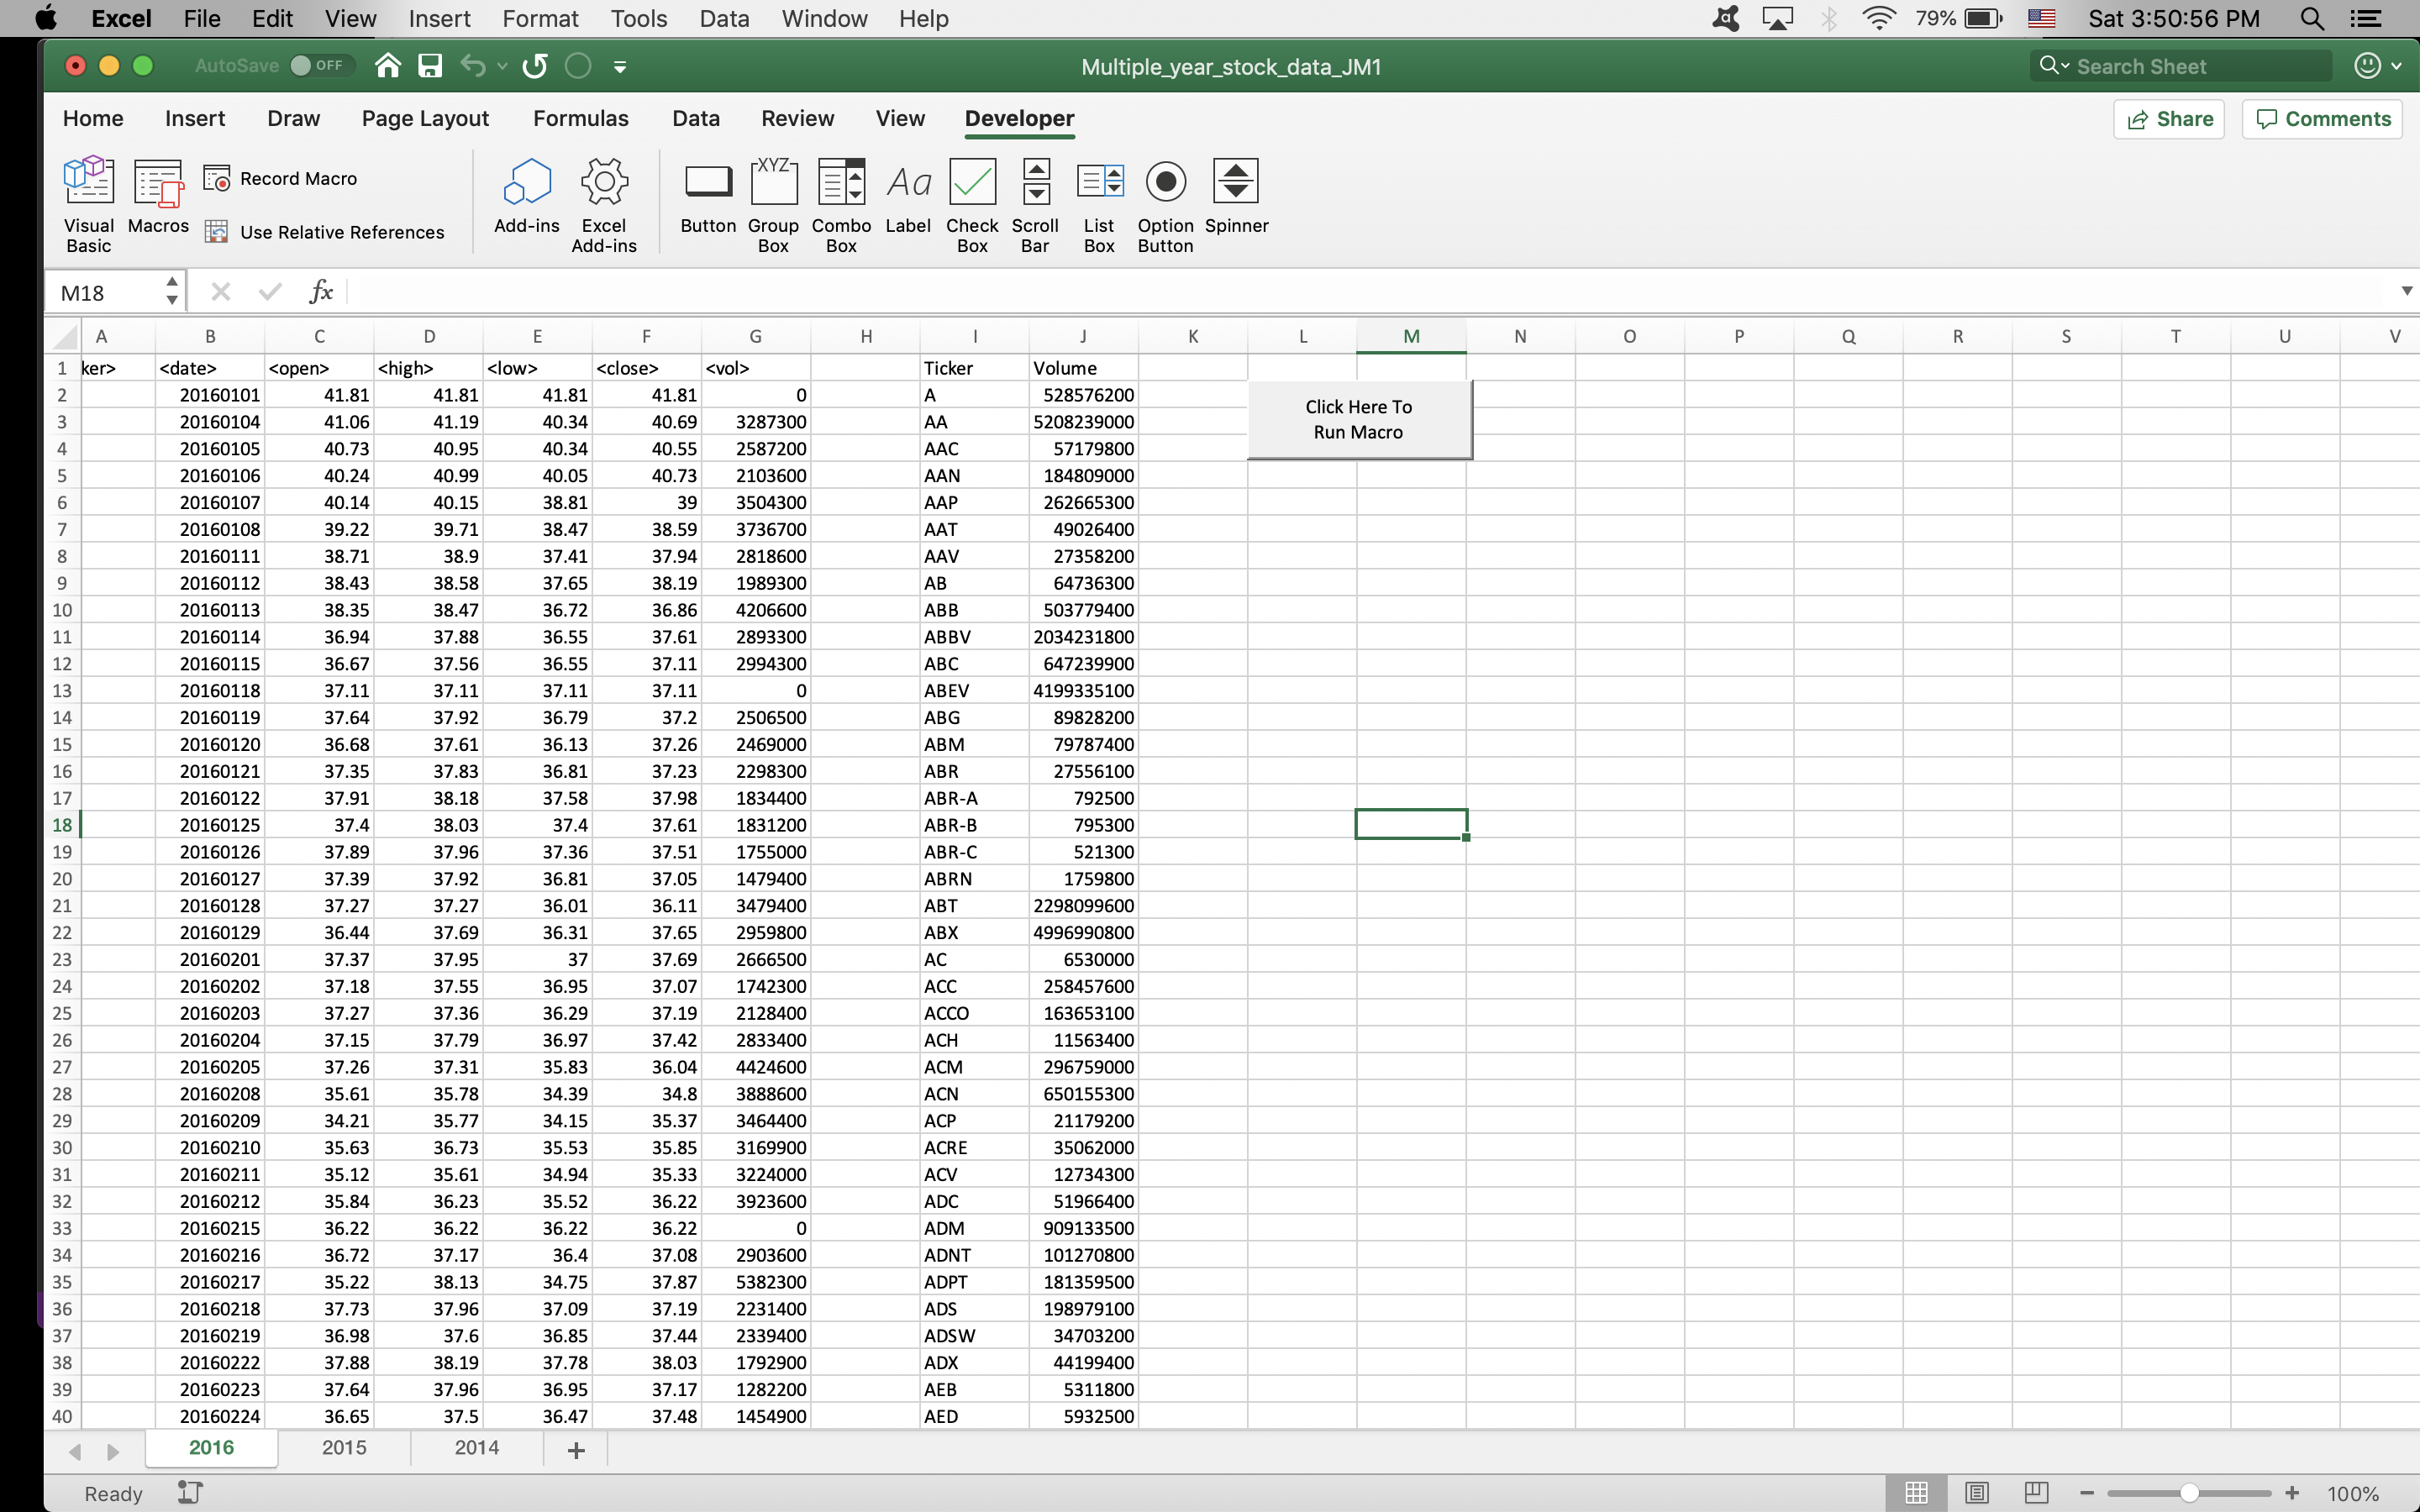 Excel File Edit View Insert Format Tools Data Window Help 79% Sat 3:50:56 PM
AutoSave OFF Multiple_year_stock_data_JM1 Search Sheet
Home Insert Draw Page Layout Formulas Data Review View Developer Share Comments
Visual Basic Macros Record Macro Use Relative References Add-ins Excel Add-ins Button XYZ Group Box Combo Box Aa Label Check Box Scroll Bar List Box Option Button Spinner
M18 fx
A B C D E F G H I J K L M N O P Q R S T U V
1 ker> <date> <open> <high> <low> <close> <vol> Ticker Volume
2 20160101 41.81 41.81 41.81 41.81 0 A 528576200
Click Here To
Run Macro
3 20160104 41.06 41.19 40.34 40.69 3287300 AA 5208239000
4 20160105 40.73 40.95 40.34 40.55 2587200 AAC 57179800
5 20160106 40.24 40.99 40.05 40.73 2103600 AAN 184809000
6 20160107 40.14 40.15 38.81 39 3504300 AAP 262665300
7 20160108 39.22 39.71 38.47 38.59 3736700 AAT 49026400
8 20160111 38.71 38.9 37.41 37.94 2818600 AAV 27358200
9 20160112 38.43 38.58 37.65 38.19 1989300 AB 64736300
10 20160113 38.35 38.47 36.72 36.86 4206600 ABB 503779400
11 20160114 36.94 37.88 36.55 37.61 2893300 ABBV 2034231800
12 20160115 36.67 37.56 36.55 37.11 2994300 ABC 647239900
13 20160118 37.11 37.11 37.11 37.11 0 ABEV 4199335100
14 20160119 37.64 37.92 36.79 37.2 2506500 ABG 89828200
15 20160120 36.68 37.61 36.13 37.26 2469000 ABM 79787400
16 20160121 37.35 37.83 36.81 37.23 2298300 ABR 27556100
17 20160122 37.91 38.18 37.58 37.98 1834400 ABR-A 792500
18 20160125 37.4 38.03 37.4 37.61 1831200 ABR-B 795300
19 20160126 37.89 37.96 37.36 37.51 1755000 ABR-C 521300
20 20160127 37.39 37.92 36.81 37.05 1479400 ABRN 1759800
21 20160128 37.27 37.27 36.01 36.11 3479400 ABT 2298099600
22 20160129 36.44 37.69 36.31 37.65 2959800 ABX 4996990800
23 20160201 37.37 37.95 37 37.69 2666500 AC 6530000
24 20160202 37.18 37.55 36.95 37.07 1742300 ACC 258457600
25 20160203 37.27 37.36 36.29 37.19 2128400 ACCO 163653100
26 20160204 37.15 37.79 36.97 37.42 2833400 ACH 11563400
27 20160205 37.26 37.31 35.83 36.04 4424600 ACM 296759000
28 20160208 35.61 35.78 34.39 34.8 3888600 ACN 650155300
29 20160209 34.21 35.77 34.15 35.37 3464400 ACP 21179200
30 20160210 35.63 36.73 35.53 35.85 3169900 ACRE 35062000
31 20160211 35.12 35.61 34.94 35.33 3224000 ACV 12734300
32 20160212 35.84 36.23 35.52 36.22 3923600 ADC 51966400
33 20160215 36.22 36.22 36.22 36.22 0 ADM 909133500
34 20160216 36.72 37.17 36.4 37.08 2903600 ADNT 101270800
35 20160217 35.22 38.13 34.75 37.87 5382300 ADPT 181359500
36 20160218 37.73 37.96 37.09 37.19 2231400 ADS 198979100
37 20160219 36.98 37.6 36.85 37.44 2339400 ADSW 34703200
38 20160222 37.88 38.19 37.78 38.03 1792900 ADX 44199400
39 20160223 37.64 37.96 36.95 37.17 1282200 AEB 5311800
40 20160224 36.65 37.5 36.47 37.48 1454900 AED 5932500
2016 2015 2014 +
Ready 100%